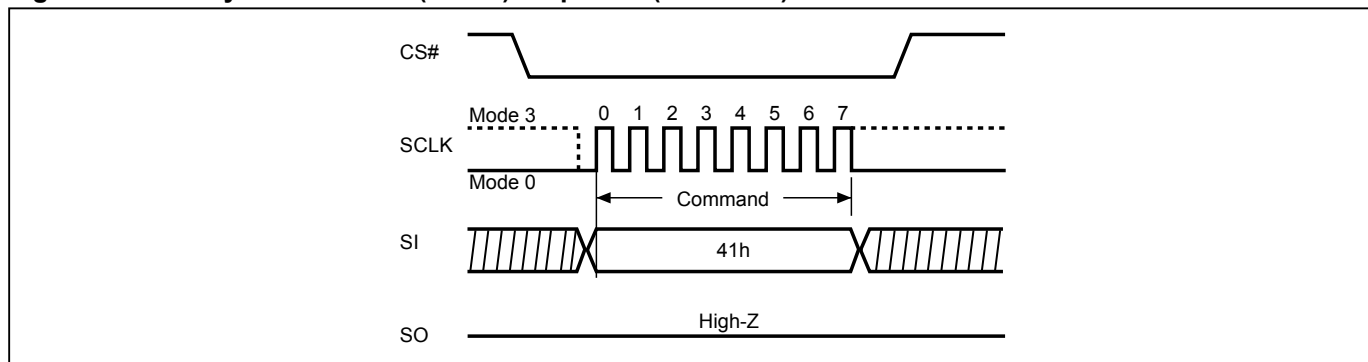 CS#
Mode 3
0 1 2 3 4 5 6 7
SCLK
Mode 0
Command
SI
41h
High-Z
SO